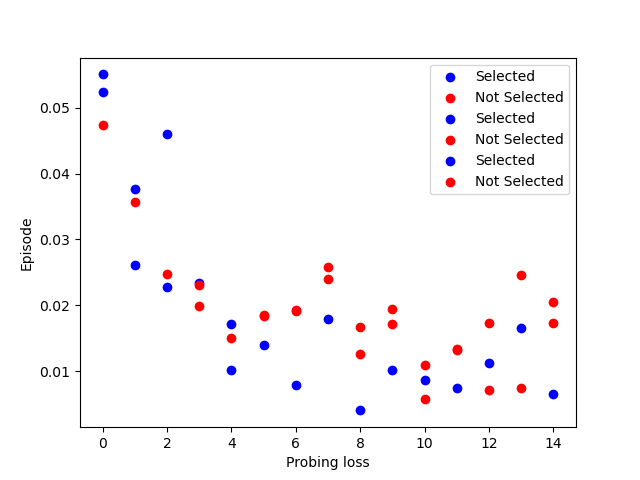 Selected
Not Selected
Selected
Not Selected
Selected
Not Selected
0.05
0.04
0.03
0.02
0.01
Episode
0 2 4 6 8 10 12 14
Probing loss